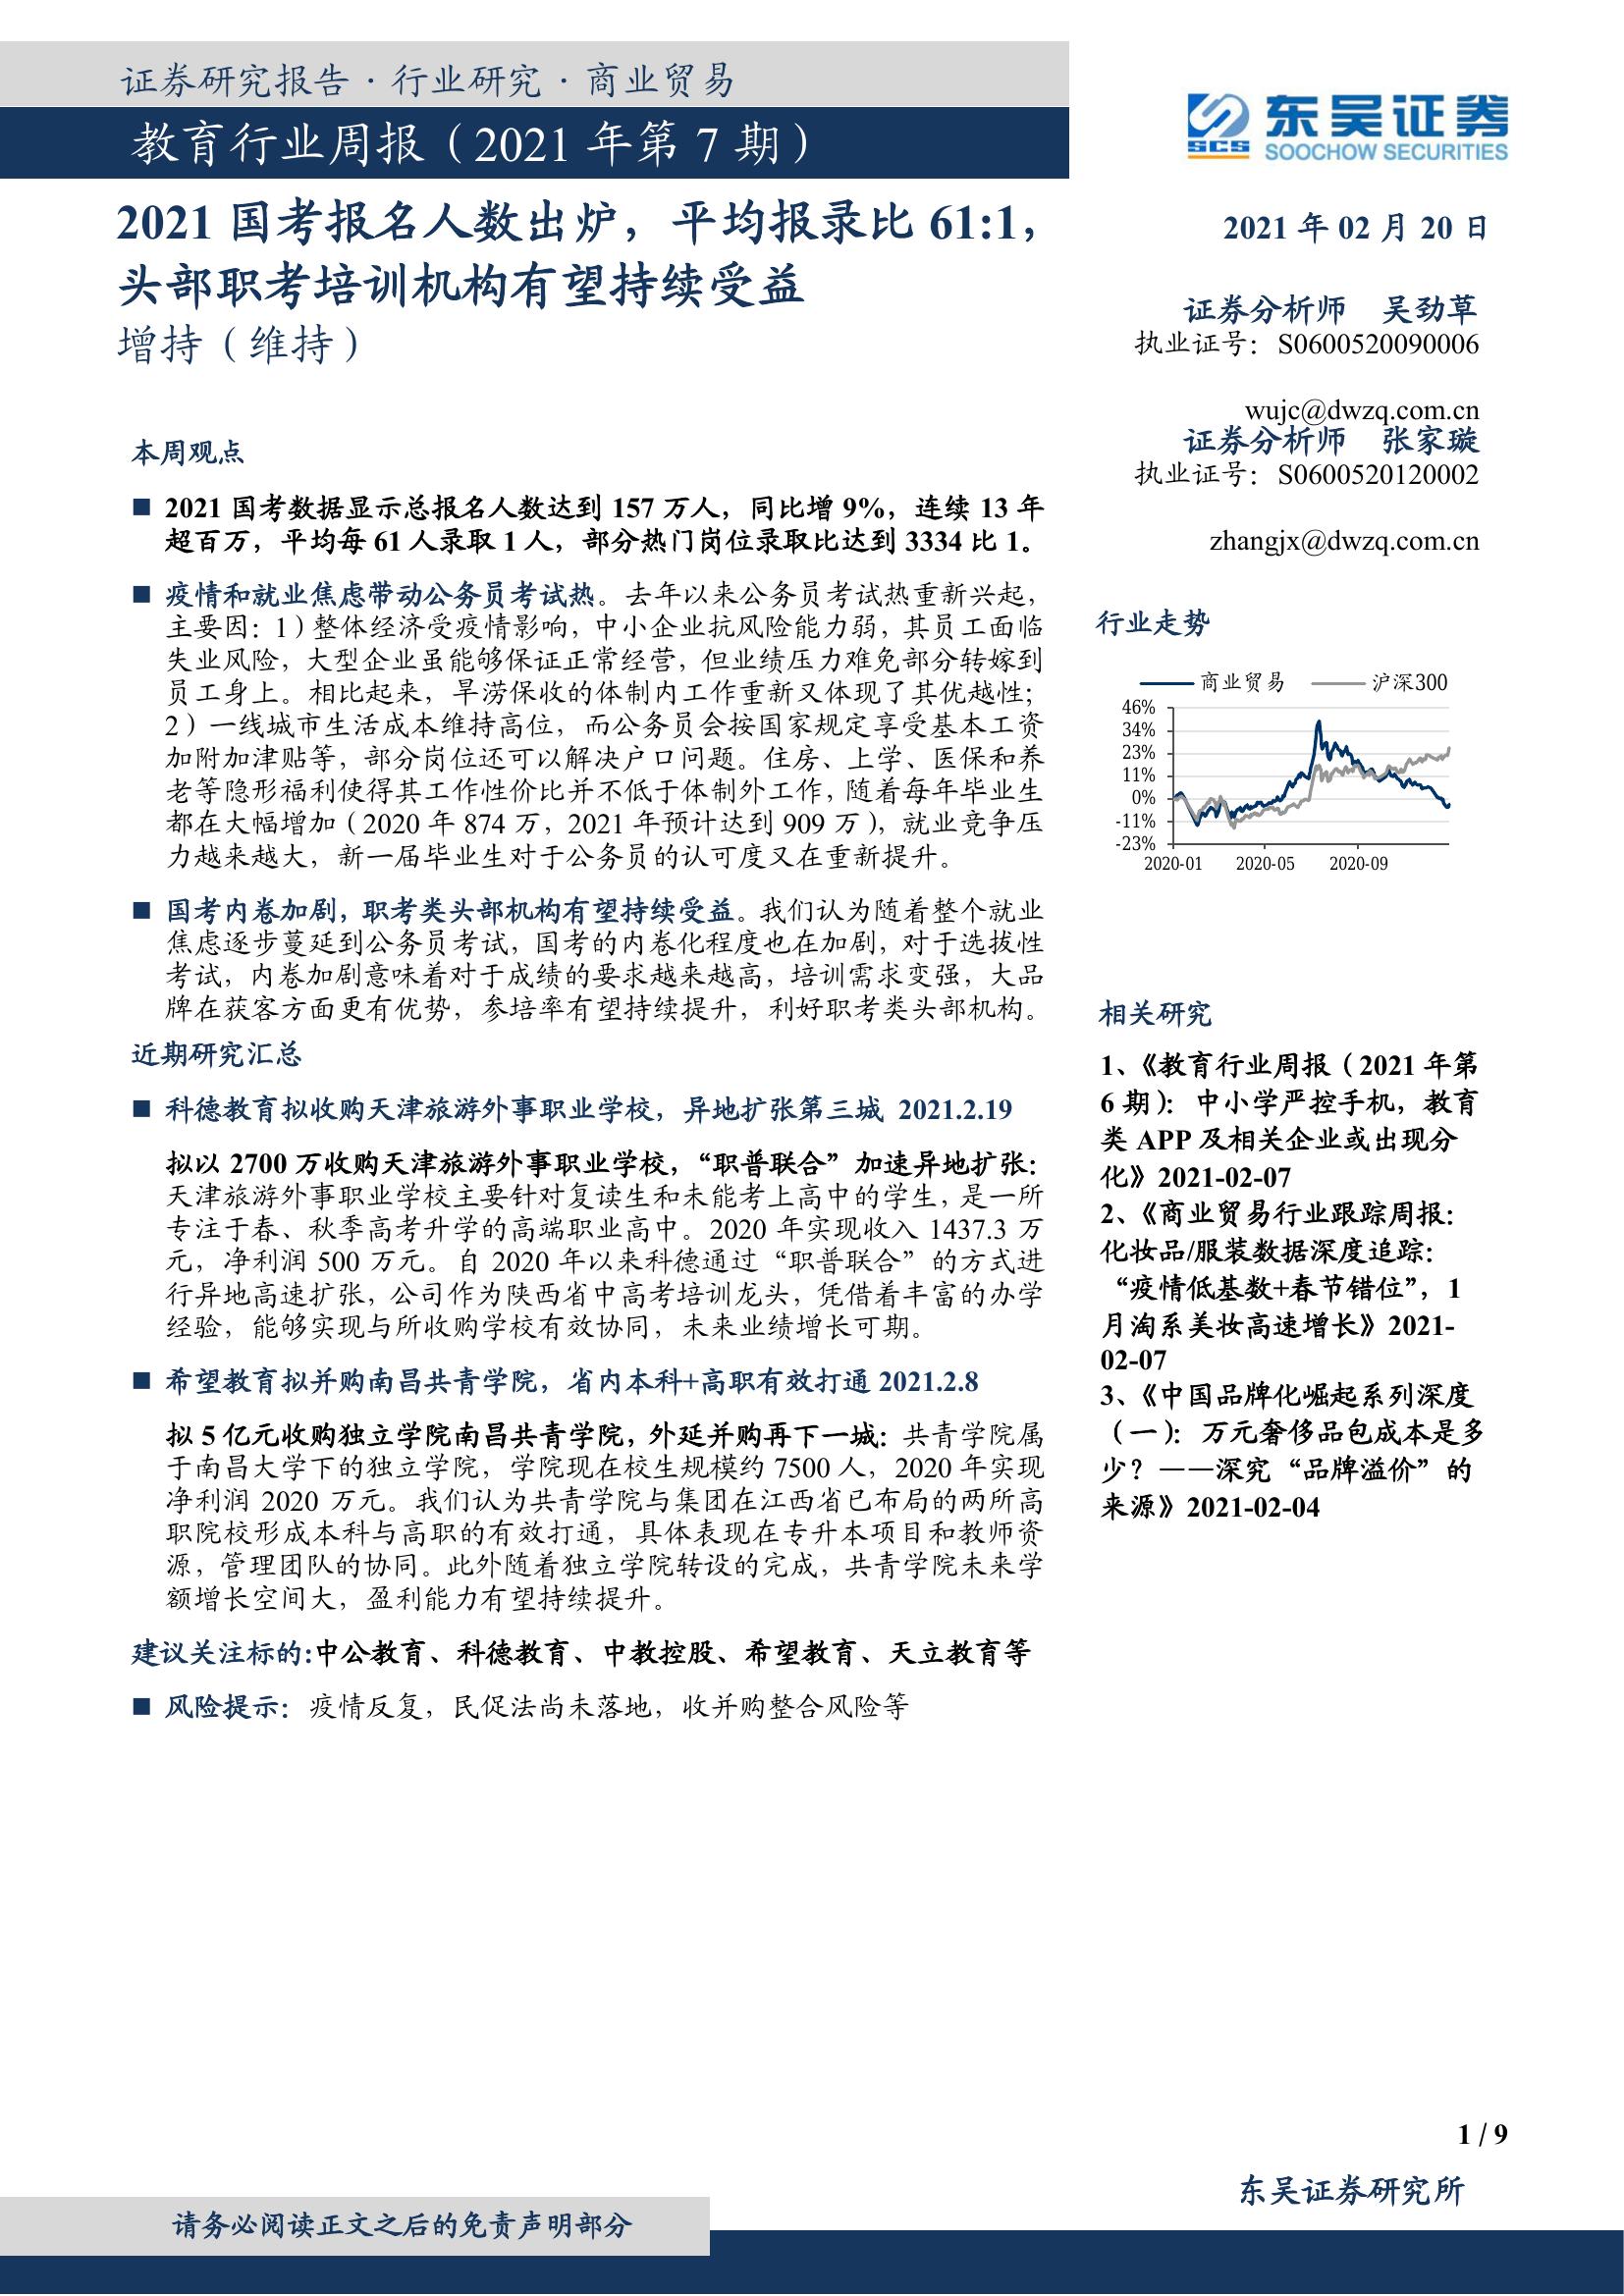 证券研究报告 · 行业研究 · 商业贸易
教育行业周报（2021 年第 7 期）
东吴证券
SCS
SOOCHOW SECURITIES
2021 国考报名人数出炉，平均报录比 61:1，
头部职考培训机构有望持续受益
增持（维持）
本周观点
■ 2021 国考数据显示总报名人数达到 157 万人，同比增 9%，连续 13 年
超百万，平均每 61 人录取 1 人，部分热门岗位录取比达到 3334 比 1。
■ 疫情和就业焦虑带动公务员考试热。去年以来公务员考试热重新兴起，
主要因：1）整体经济受疫情影响，中小企业抗风险能力弱，其员工面临
失业风险，大型企业虽能够保证正常经营，但业绩压力难免部分转嫁到
员工身上。相比起来，旱涝保收的体制内工作重新又体现了其优越性；
2）一线城市生活成本维持高位，而公务员会按国家规定享受基本工资
加附加津贴等，部分岗位还可以解决户口问题。住房、上学、医保和养
老等隐形福利使得其工作性价比并不低于体制外工作，随着每年毕业生
都在大幅增加（2020 年 874 万，2021 年预计达到 909 万），就业竞争压
力越来越大，新一届毕业生对于公务员的认可度又在重新提升。
■ 国考内卷加剧，职考类头部机构有望持续受益。我们认为随着整个就业
焦虑逐步蔓延到公务员考试，国考的内卷化程度也在加剧，对于选拔性
考试，内卷加剧意味着对于成绩的要求越来越高，培训需求变强，大品
牌在获客方面更有优势，参培率有望持续提升，利好职考类头部机构。
近期研究汇总
■ 科德教育拟收购天津旅游外事职业学校，异地扩张第三城 2021.2.19
拟以 2700 万收购天津旅游外事职业学校，“职普联合”加速异地扩张：
天津旅游外事职业学校主要针对复读生和未能考上高中的学生，是一所
专注于春、秋季高考升学的高端职业高中。2020 年实现收入 1437.3 万
元，净利润 500 万元。自 2020 年以来科德通过“职普联合”的方式进
行异地高速扩张，公司作为陕西省中高考培训龙头，凭借着丰富的办学
经验，能够实现与所收购学校有效协同，未来业绩增长可期。
■ 希望教育拟并购南昌共青学院，省内本科+高职有效打通 2021.2.8
拟 5 亿元收购独立学院南昌共青学院，外延并购再下一城：共青学院属
于南昌大学下的独立学院，学院现在校生规模约 7500 人，2020 年实现
净利润 2020 万元。我们认为共青学院与集团在江西省已布局的两所高
职院校形成本科与高职的有效打通，具体表现在专升本项目和教师资
源，管理团队的协同。此外随着独立学院转设的完成，共青学院未来学
额增长空间大，盈利能力有望持续提升。
建议关注标的:中公教育、科德教育、中教控股、希望教育、天立教育等
■ 风险提示：疫情反复，民促法尚未落地，收并购整合风险等
2021 年 02 月 20 日
证券分析师 吴劲草
执业证号：S0600520090006
wujc@dwzq.com.cn
证券分析师 张家璇
执业证号：S0600520120002
zhangjx@dwzq.com.cn
行业走势
商业贸易 沪深300
46%
34%
23%
11%
0%
-11%
-23%
2020-01 2020-05 2020-09
相关研究
1、《教育行业周报（2021 年第
6 期）：中小学严控手机，教育
类 APP 及相关企业或出现分
化》2021-02-07
2、《商业贸易行业跟踪周报：
化妆品/服装数据深度追踪：
“疫情低基数+春节错位”，1
月淘系美妆高速增长》2021-
02-07
3、《中国品牌化崛起系列深度
（一）：万元奢侈品包成本是多
少？——深究“品牌溢价”的
来源》2021-02-04
1 / 9
东吴证券研究所
请务必阅读正文之后的免责声明部分